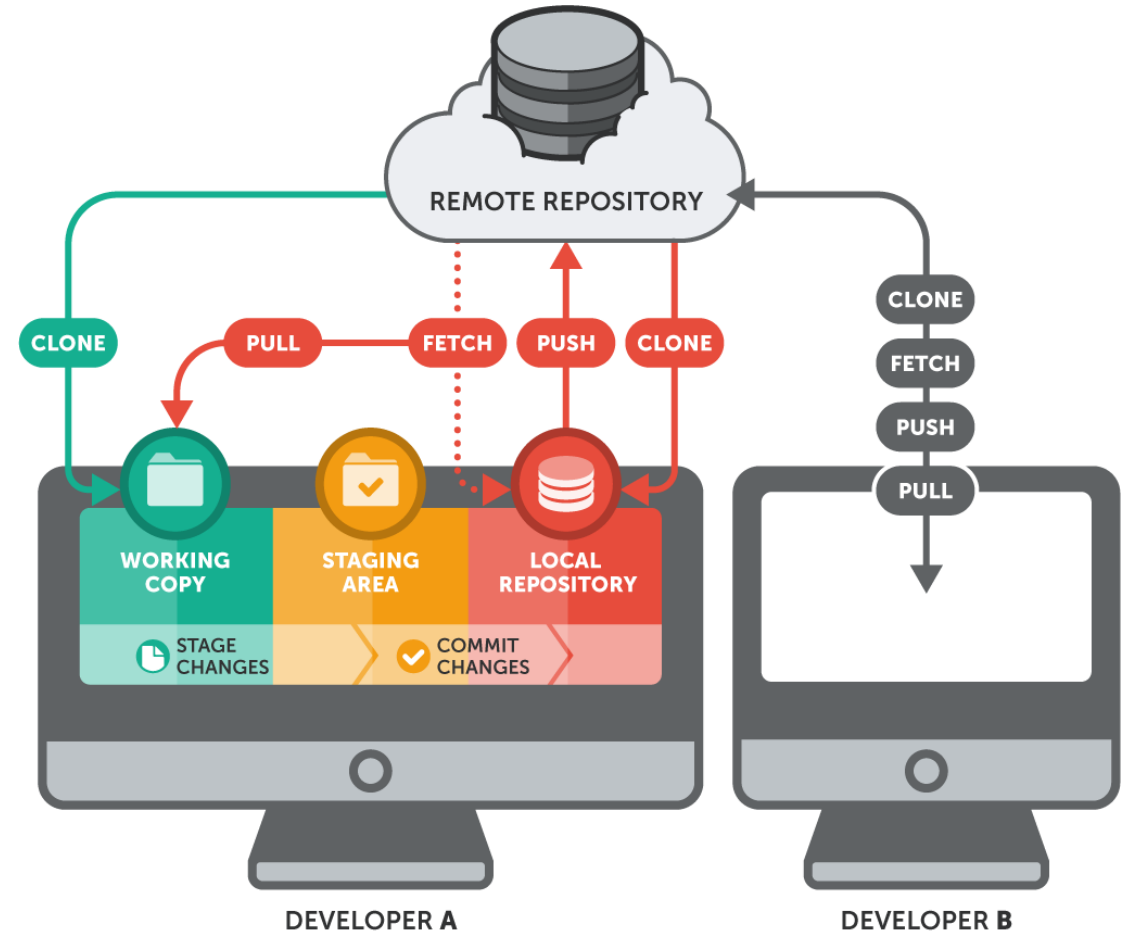 REMOTE REPOSITORY
CLONE
PULL
FETCH
PUSH
CLONE
CLONE
FETCH
PUSH
PULL
WORKING
COPY
STAGING
AREA
LOCAL
REPOSITORY
STAGE
CHANGES
COMMIT
CHANGES
DEVELOPER A
DEVELOPER B